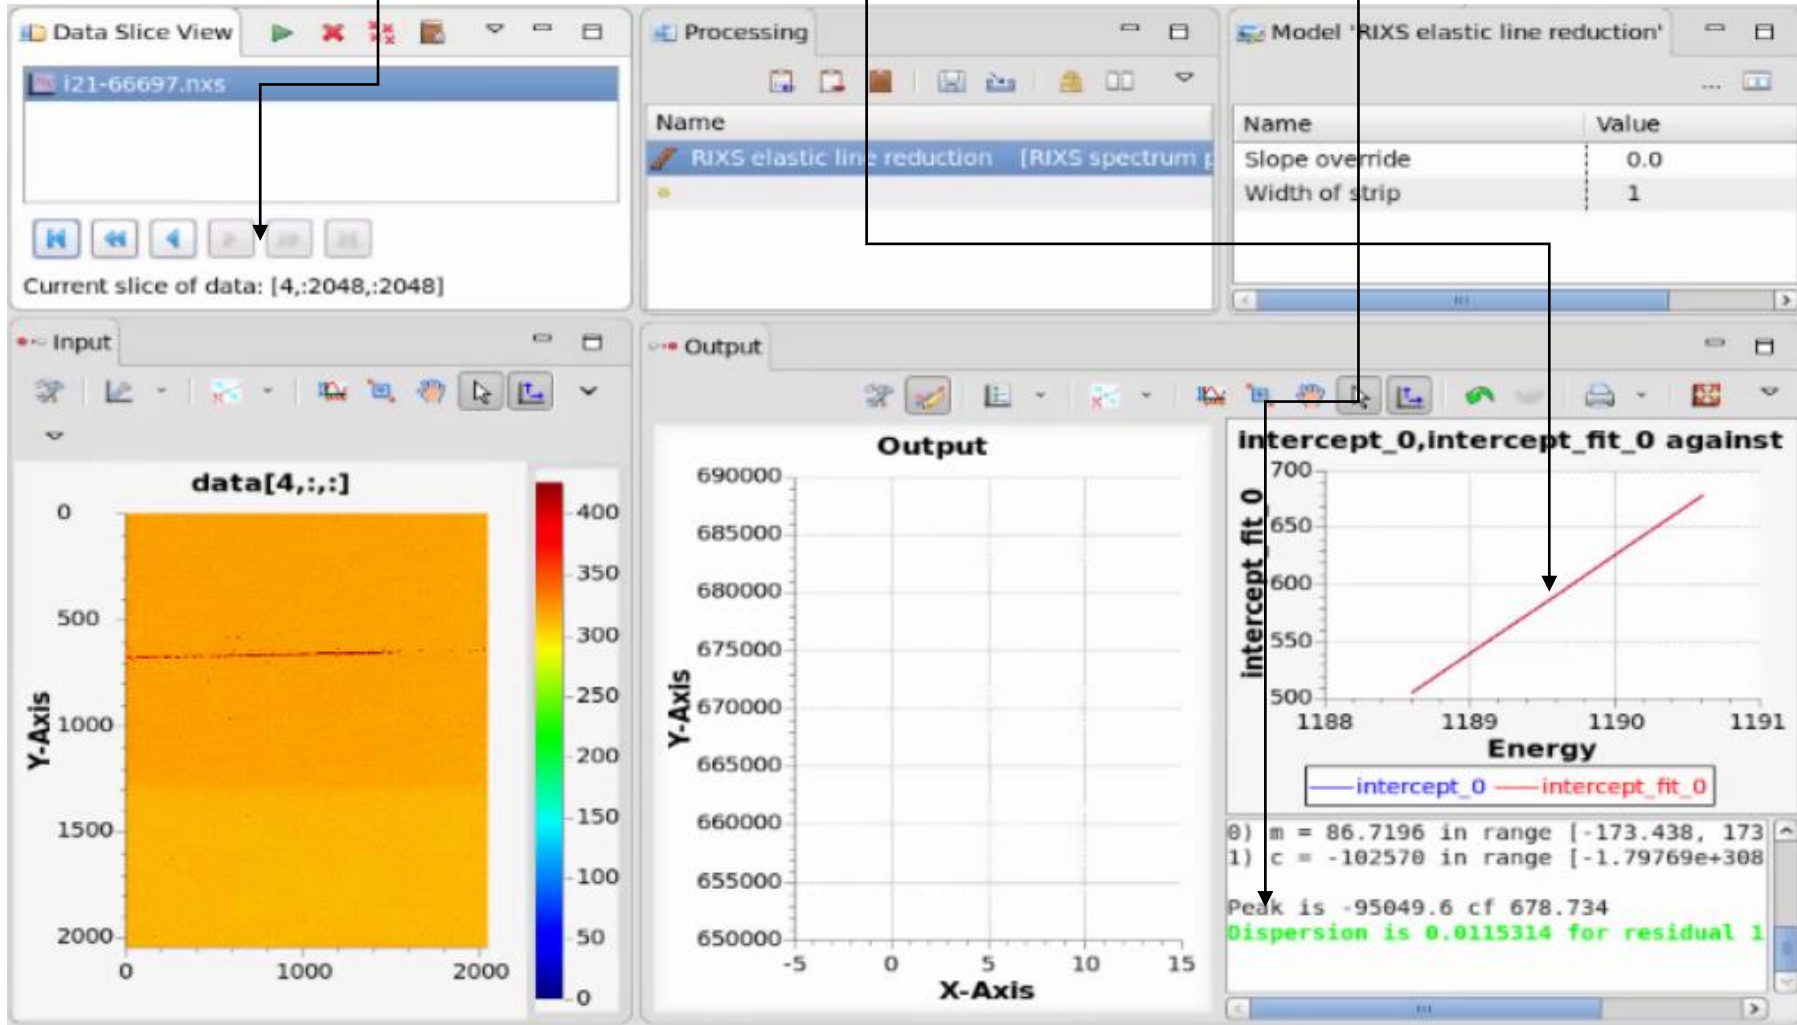 Data Slice View
i21-66697.nxs
Current slice of data: [4,:2048,:2048]
Processing
Name
RIXS elastic line reduction [RIXS spectrum p
Model 'RIXS elastic line reduction'
...
Name Value
Slope override 0.0
Width of strip 1
Input
data[4,:,:]
0
500
1000
1500
2000
Y-Axis
0 1000 2000
400
350
300
250
200
150
100
50
0
Output
Output
690000
685000
680000
675000
670000
665000
660000
655000
650000
Y-Axis
-5 0 5 10 15
X-Axis
intercept_0,intercept_fit_0 against
700
650
600
550
500
intercept_fit_0
1188 1189 1190 1191
Energy
intercept_0 intercept_fit_0
0) m = 86.7196 in range [-173.438, 173
1) c = -102570 in range [-1.79769e+308
Peak is -95049.6 cf 678.734
Dispersion is 0.0115314 for residual 1